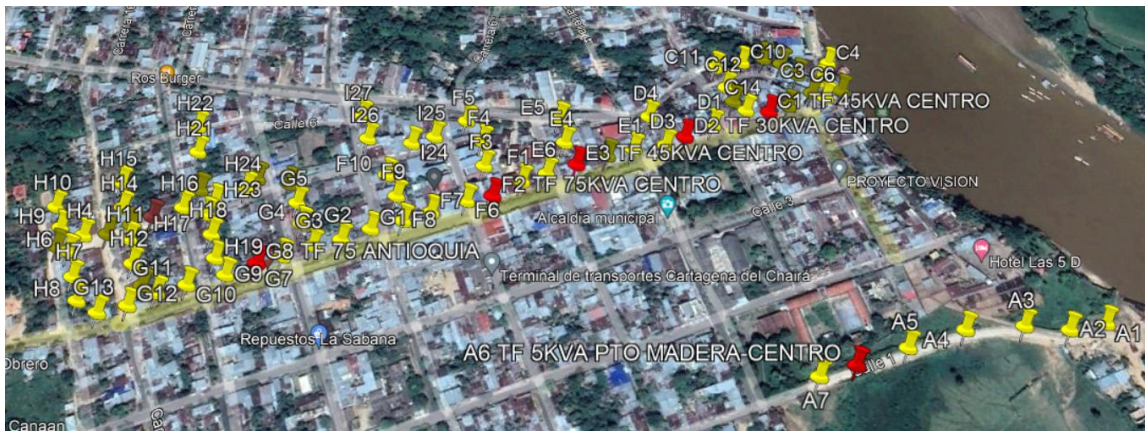 Carrera
Carrera 6
Ros Burger
Calle 6
H22
H21
I27
I26
I25
I24
F5
F4
F3
E5
E4
D4
C11
C12
C10
C3
C4
C6
C14
D1
C1 TF 45KVA CENTRO
D2 TF 30KVA CENTRO
D3
E1
E3 TF 45KVA CENTRO
E6
F1
F2 TF 75KVA CENTRO
F10
F9
F7
F8
F6
H15
H14
H16
H24
H23
G5
H10
H9
H4
H11
H6
H7
H12
H17
H18
G4
G3
G2
G1
H19
G8 TF 75 ANTIOQUIA
G9
G7
G11
G12
G10
G13
H8
PROYECTO VISION
Alcaldía municipal
Calle 3
Terminal de transportes Cartagena del Chairá
Hotel Las 5 D
Repuestos La Sabana
A6 TF 5KVA PTO MADERA-CENTRO
Calle 1
A5
A4
A3
A2
A1
A7
Obrero
Canaan